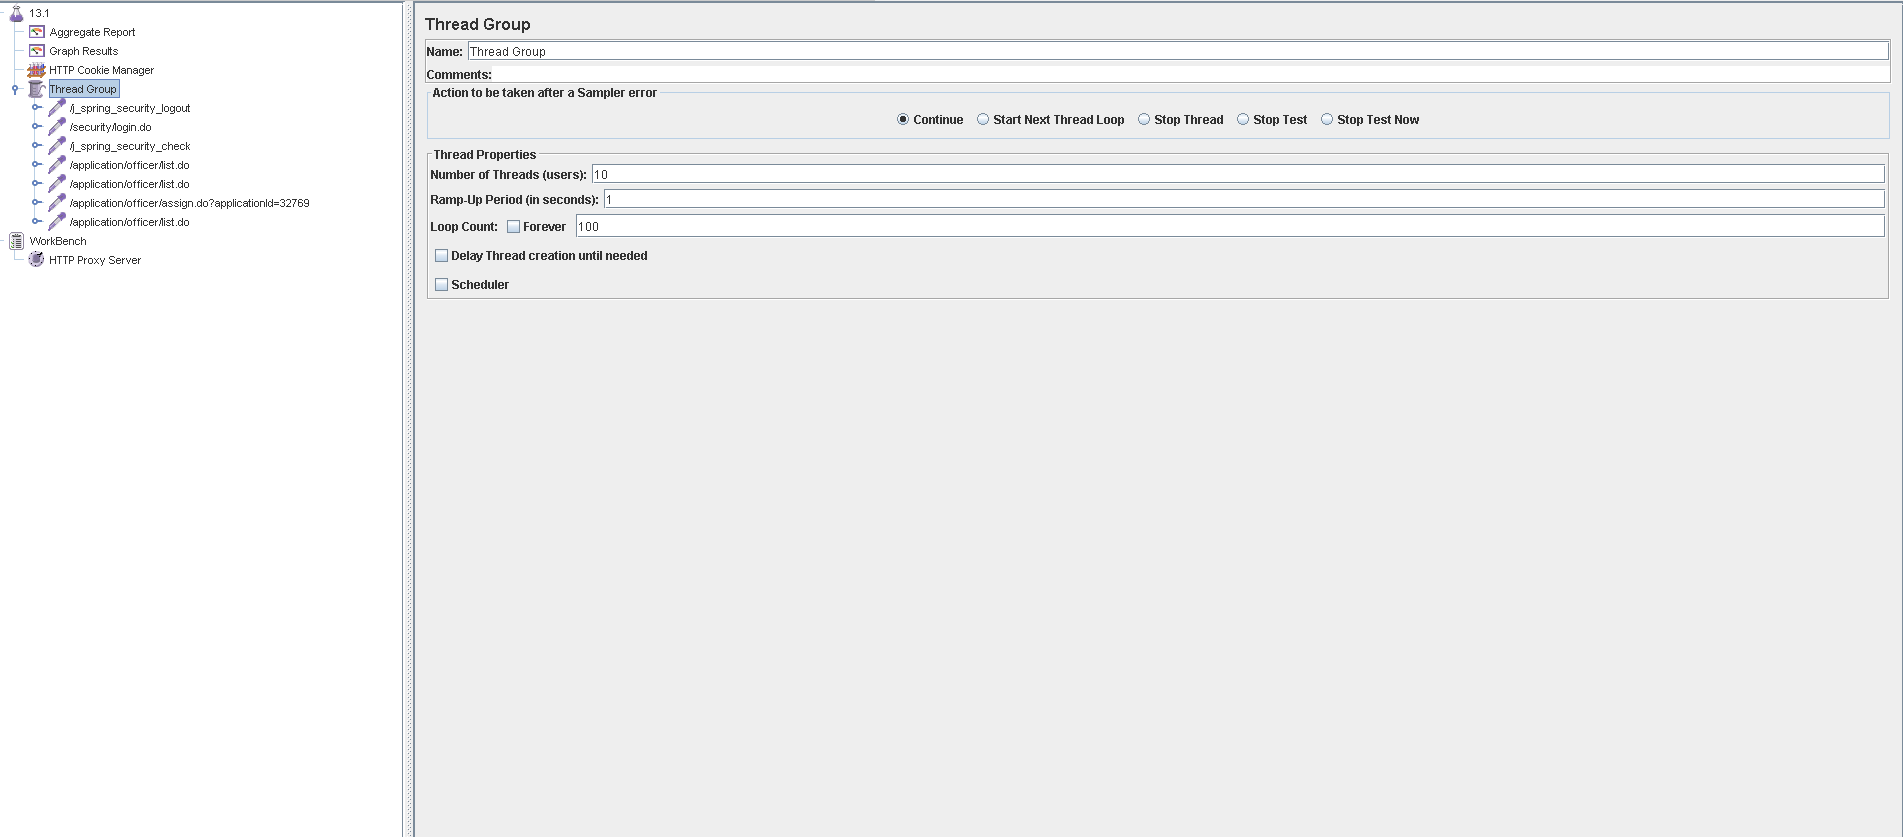 13.1
Aggregate Report
Graph Results
HTTP Cookie Manager
Thread Group
/j_spring_security_logout
/security/login.do
/j_spring_security_check
/application/officer/list.do
/application/officer/list.do
/application/officer/assign.do?applicationId=32769
/application/officer/list.do
WorkBench
HTTP Proxy Server
Thread Group
Name: Thread Group
Comments:
Action to be taken after a Sampler error
Continue Start Next Thread Loop Stop Thread Stop Test Stop Test Now
Thread Properties
Number of Threads (users): 10
Ramp-Up Period (in seconds): 1
Loop Count: Forever 100
Delay Thread creation until needed
Scheduler